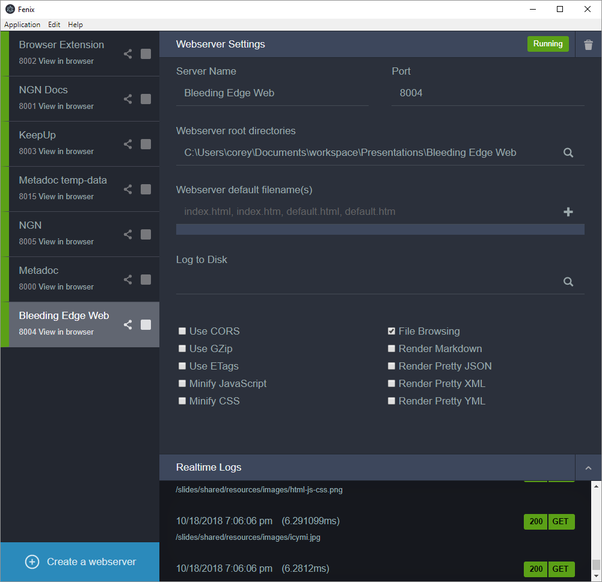 Fenix
Application Edit Help
Browser Extension
8002 View in browser
NGN Docs
8001 View in browser
KeepUp
8003 View in browser
Metadoc temp-data
8015 View in browser
NGN
8005 View in browser
Metadoc
8000 View in browser
Bleeding Edge Web
8004 View in browser
Create a webserver
Webserver Settings Running
Server Name Port
Bleeding Edge Web 8004
Webserver root directories
C:\Users\corey\Documents\workspace\Presentations\Bleeding Edge Web
Webserver default filename(s)
index.html, index.htm, default.html, default.htm
Log to Disk
Use CORS File Browsing
Use GZip Render Markdown
Use ETags Render Pretty JSON
Minify JavaScript Render Pretty XML
Minify CSS Render Pretty YML
Realtime Logs
/slides/shared/resources/images/html-js-css.png
10/18/2018 7:06:06 pm (6.291099ms) 200 GET
/slides/shared/resources/images/icymi.jpg
10/18/2018 7:06:06 pm (6.2812ms) 200 GET